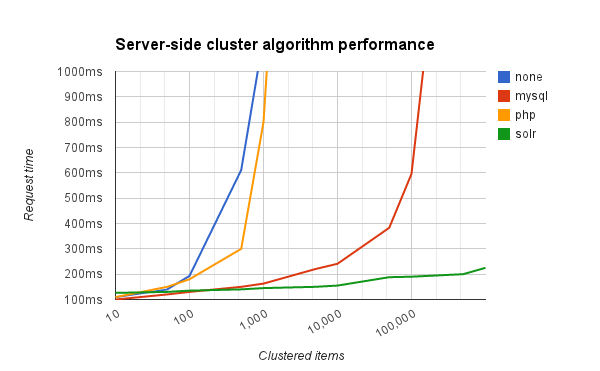 Server-side cluster algorithm performance
1000ms
900ms
800ms
700ms
600ms
500ms
400ms
300ms
200ms
100ms
Request time
10
100
1,000
10,000
100,000
Clustered items
none
mysql
php
solr